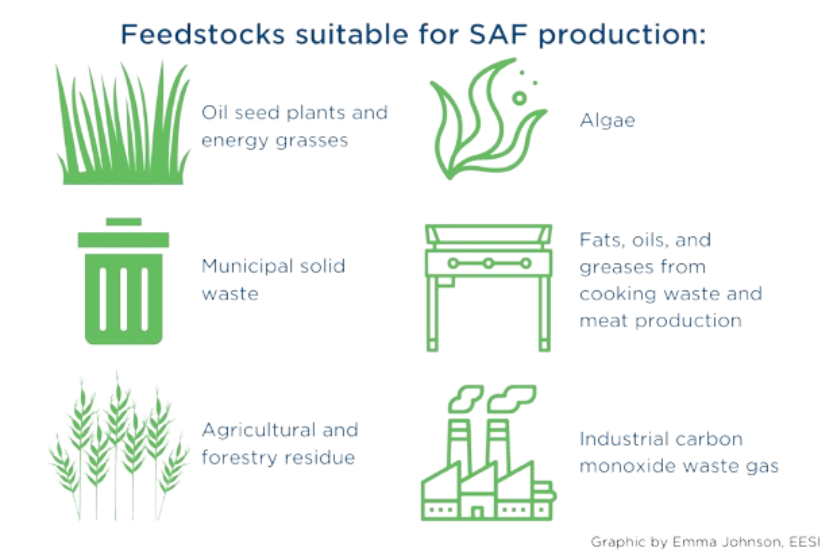 Feedstocks suitable for SAF production:
Oil seed plants and
energy grasses
Algae
Municipal solid
waste
Fats, oils, and
greases from
cooking waste and
meat production
Agricultural and
forestry residue
Industrial carbon
monoxide waste gas
Graphic by Emma Johnson, EESI